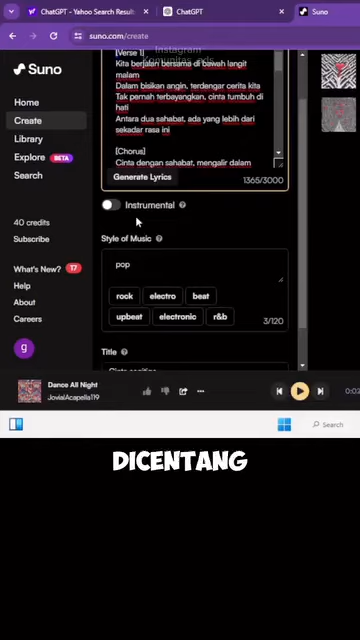 ChatGPT - Yahoo Search Result
ChatGPT
Suno
suno.com/create
Instagram
Suno
Home
Create
Library
Explore BETA
Search
40 credits
Subscribe
What's New? 17
Help
About
Careers
g
[Verse 1]
Kita berjalan bersama di bawah langit
malam
Dalam bisikan angin, terdengar cerita kita
Tak pernah terbayangkan, cinta tumbuh di
hati
Antara dua sahabat, ada yang lebih dari
sekadar rasa ini
[Chorus]
Cinta dengan sahabat, mengalir dalam
Generate Lyrics
1365/3000
Instrumental
Style of Music
pop
rock electro beat
upbeat electronic r&b
3/120
Title
Dance All Night
JovialAcapella119
0:02
Search
DICENTANG